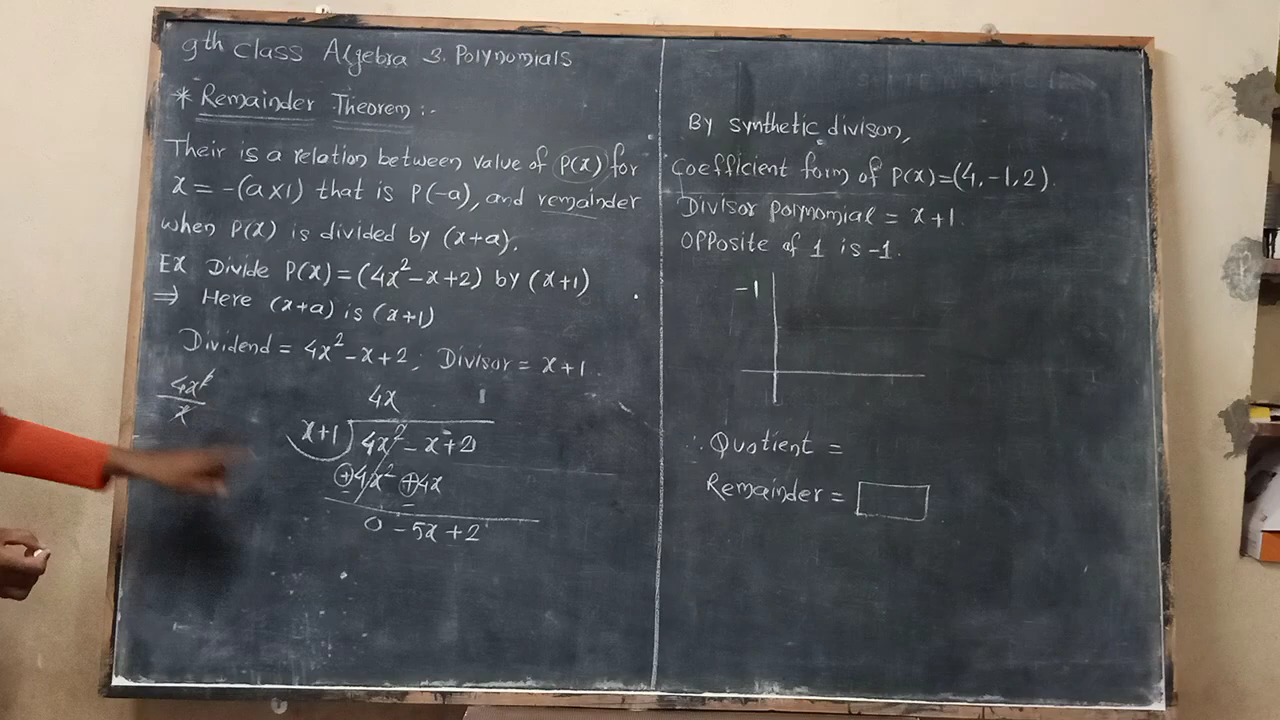 9th class Algebra 3. Polynomials
* Remainder Theorem :-
Their is a relation between value of P(x) for
x = -(a×1) that is P(-a), and remainder
when P(x) is divided by (x+a).
Ex Divide P(x) = (4x²-x+2) by (x+1)
⇒ Here (x+a) is (x+1)
Dividend = 4x²-x+2; Divisor = x+1.
4x²
x
4x
x+1) 4x² - x + 2
+4x² +4x
- -
0 - 5x + 2
By synthetic divison,
Coefficient form of P(x) = (4, -1, 2).
Divisor Polynomial = x+1.
Opposite of 1 is -1.
-1
∴ Quotient =
Remainder =